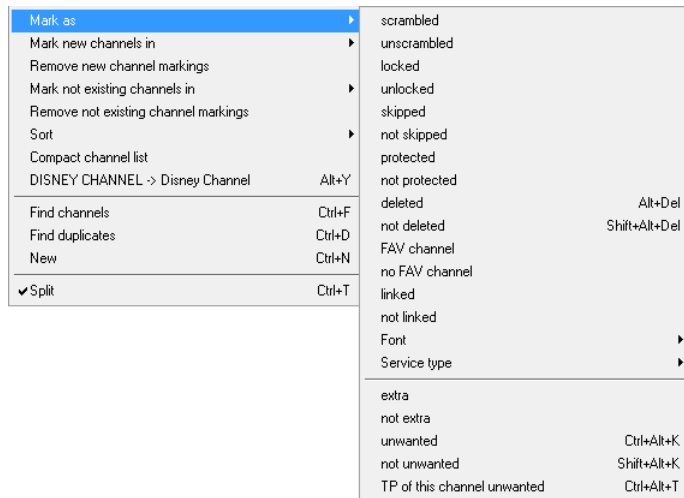 Mark as
Mark new channels in
Remove new channel markings
Mark not existing channels in
Remove not existing channel markings
Sort
Compact channel list
DISNEY CHANNEL -> Disney Channel Alt+Y
Find channels Ctrl+F
Find duplicates Ctrl+D
New Ctrl+N
Split Ctrl+T
scrambled
unscrambled
locked
unlocked
skipped
not skipped
protected
not protected
deleted Alt+Del
not deleted Shift+Alt+Del
FAV channel
no FAV channel
linked
not linked
Font
Service type
extra
not extra
unwanted Ctrl+Alt+K
not unwanted Shift+Alt+K
TP of this channel unwanted Ctrl+Alt+T